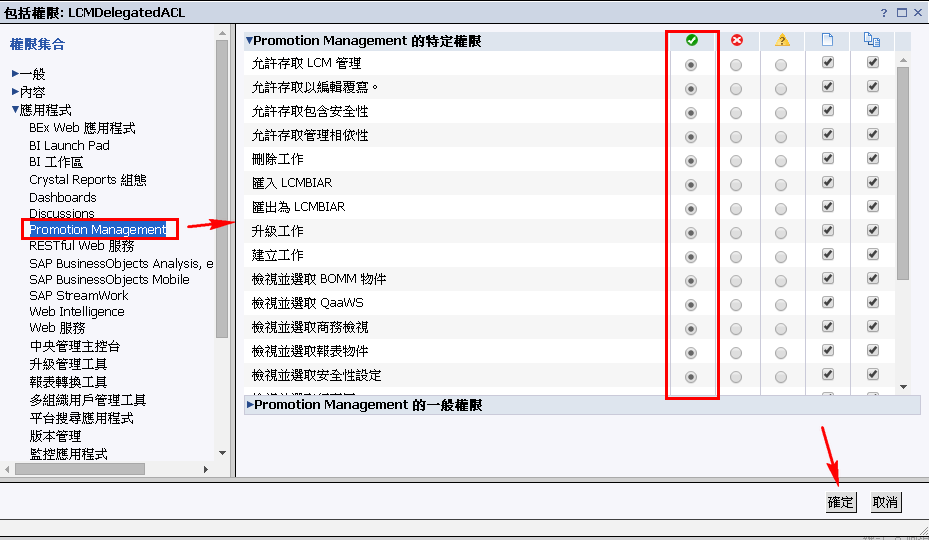 包括權限: LCMDelegatedACL
權限集合
一般
內容
應用程式
BEx Web 應用程式
BI Launch Pad
BI 工作區
Crystal Reports 組態
Dashboards
Discussions
Promotion Management
RESTful Web 服務
SAP BusinessObjects Analysis, e
SAP BusinessObjects Mobile
SAP StreamWork
Web Intelligence
Web 服務
中央管理主控台
升級管理工具
報表轉換工具
多組織用戶管理工具
平台搜尋應用程式
版本管理
監控應用程式
Promotion Management 的特定權限
允許存取 LCM 管理
允許存取以編輯覆寫。
允許存取包含安全性
允許存取管理相依性
刪除工作
匯入 LCMBIAR
匯出為 LCMBIAR
升級工作
建立工作
檢視並選取 BOMM 物件
檢視並選取 QaaWS
檢視並選取商務檢視
檢視並選取報表物件
檢視並選取安全性設定
Promotion Management 的一般權限
確定
取消